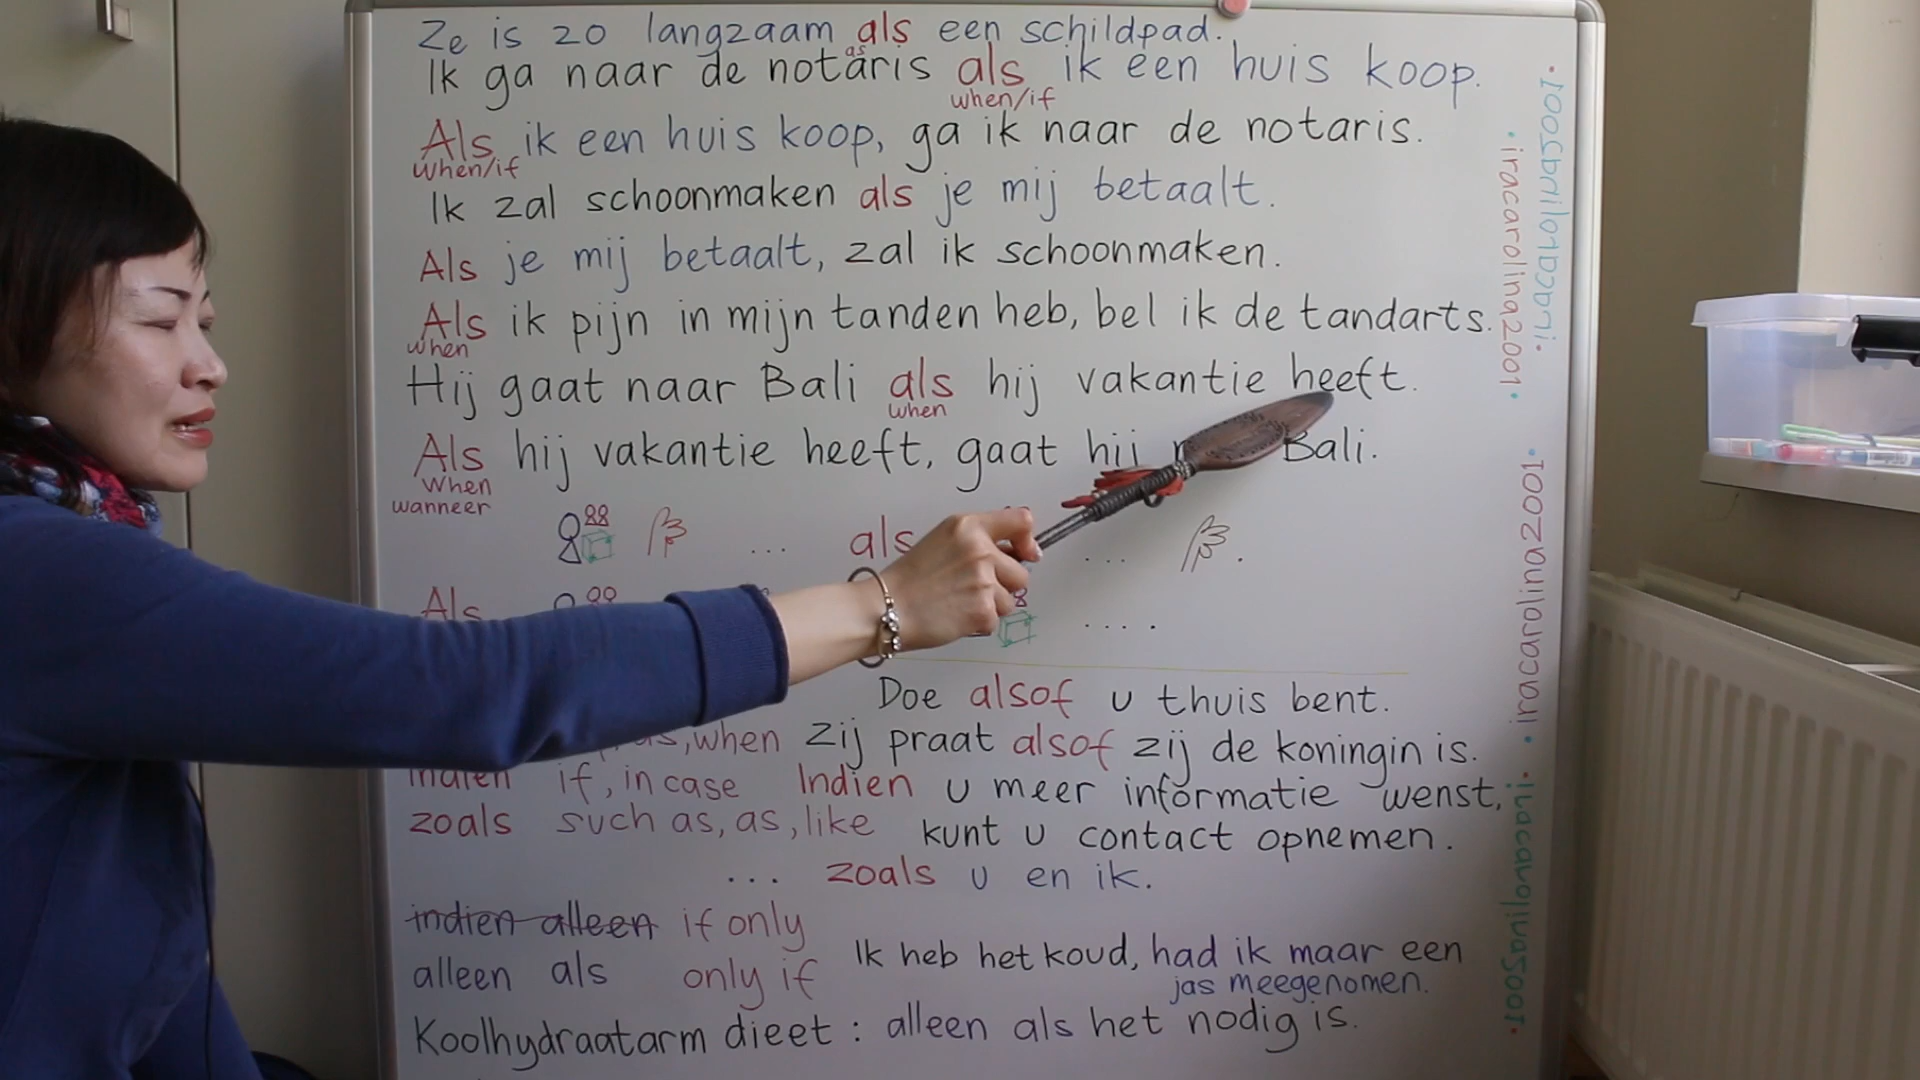 Ze is 20 langzaam als een schildpad.
as
Ik ga naar de notaris als ik een huis koop.
when/if
Als ik een huis koop, ga ik naar de notaris.
when/if
Ik zal schoonmaken als je mij betaalt.
Als je mij betaalt, zal ik schoonmaken.
Als ik pijn in mijn tanden heb, bel ik de tandarts.
when
Hij gaat naar Bali als hij vakantie heeft.
when
Als hij vakantie heeft, gaat hij Bali.
when
wanneer
... als ... .
Als .... .
Doe alsof u thuis bent.
as, when Zij praat alsof zij de koningin is.
indien if, in case Indien u meer informatie wenst,
zoals such as, as, like kunt u contact opnemen.
... zoals u en ik.
indien alleen if only
alleen als only if Ik heb het koud, had ik maar een
jas meegenomen.
Koolhydraatarm dieet : alleen als het nodig is.
iracarolina2001
iracarolina2001
iracarolina2001
iracarolina2001